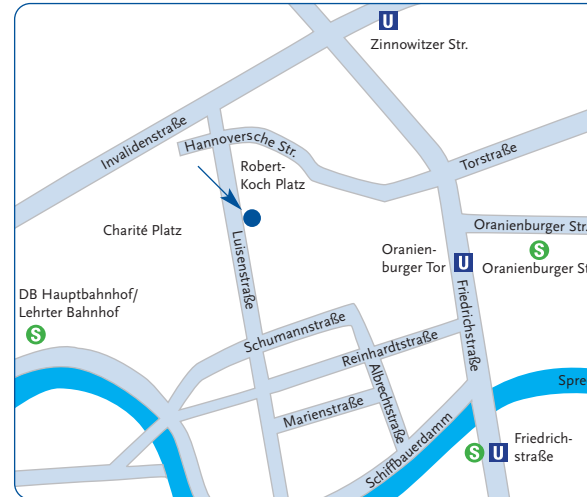 U
Zinnowitzer Str.
Invalidenstraße
Hannoversche Str.
Torstraße
Robert-
Koch Platz
Charité Platz
Luisenstraße
Oranienburger Str.
Oranien-
burger Tor
U
S
Oranienburger St
DB Hauptbahnhof/
Lehrter Bahnhof
S
Friedrichstraße
Schumannstraße
Reinhardtstraße
Albrechtstraße
Marienstraße
Schiffbauerdamm
Spre
S
U
Friedrich-
straße